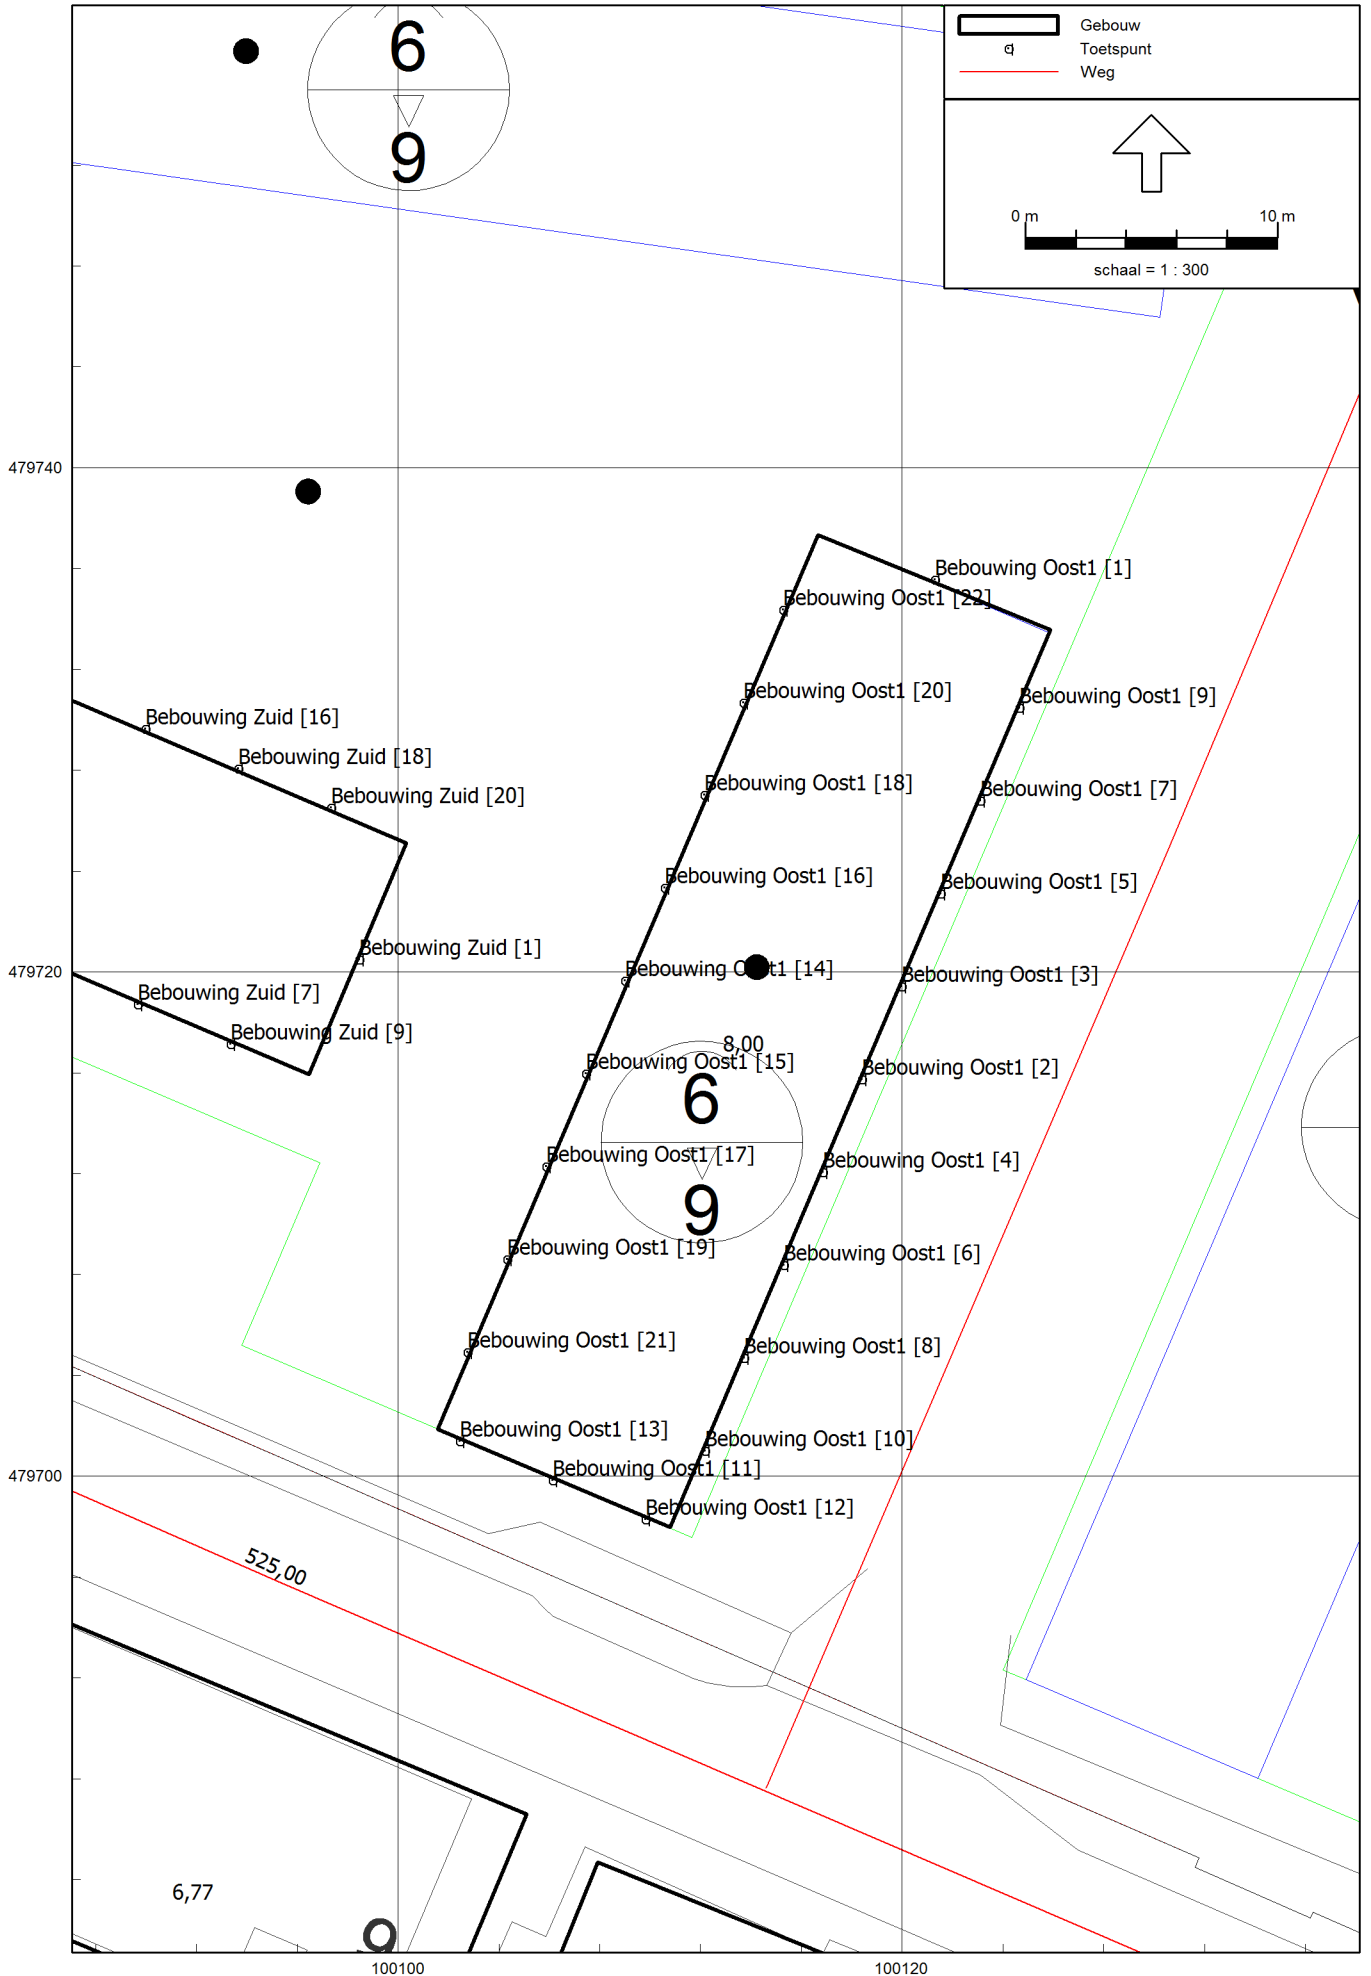 Gebouw
Toetspunt
Weg
0 m 10 m
schaal = 1 : 300
6
9
479740
Bebouwing Oost1 [1]
Bebouwing Oost1 [22]
Bebouwing Oost1 [20]
Bebouwing Oost1 [9]
Bebouwing Zuid [16]
Bebouwing Zuid [18]
Bebouwing Oost1 [18]
Bebouwing Oost1 [7]
Bebouwing Zuid [20]
Bebouwing Oost1 [16]
Bebouwing Oost1 [5]
Bebouwing Zuid [1]
479720
Bebouwing Oost1 [14]
Bebouwing Oost1 [3]
Bebouwing Zuid [7]
Bebouwing Zuid [9]
8,00
Bebouwing Oost1 [15]
Bebouwing Oost1 [2]
6
Bebouwing Oost1 [17]
Bebouwing Oost1 [4]
9
Bebouwing Oost1 [19]
Bebouwing Oost1 [6]
Bebouwing Oost1 [21]
Bebouwing Oost1 [8]
Bebouwing Oost1 [13]
Bebouwing Oost1 [10]
Bebouwing Oost1 [11]
479700
Bebouwing Oost1 [12]
525,00
6,77
9
100100
100120